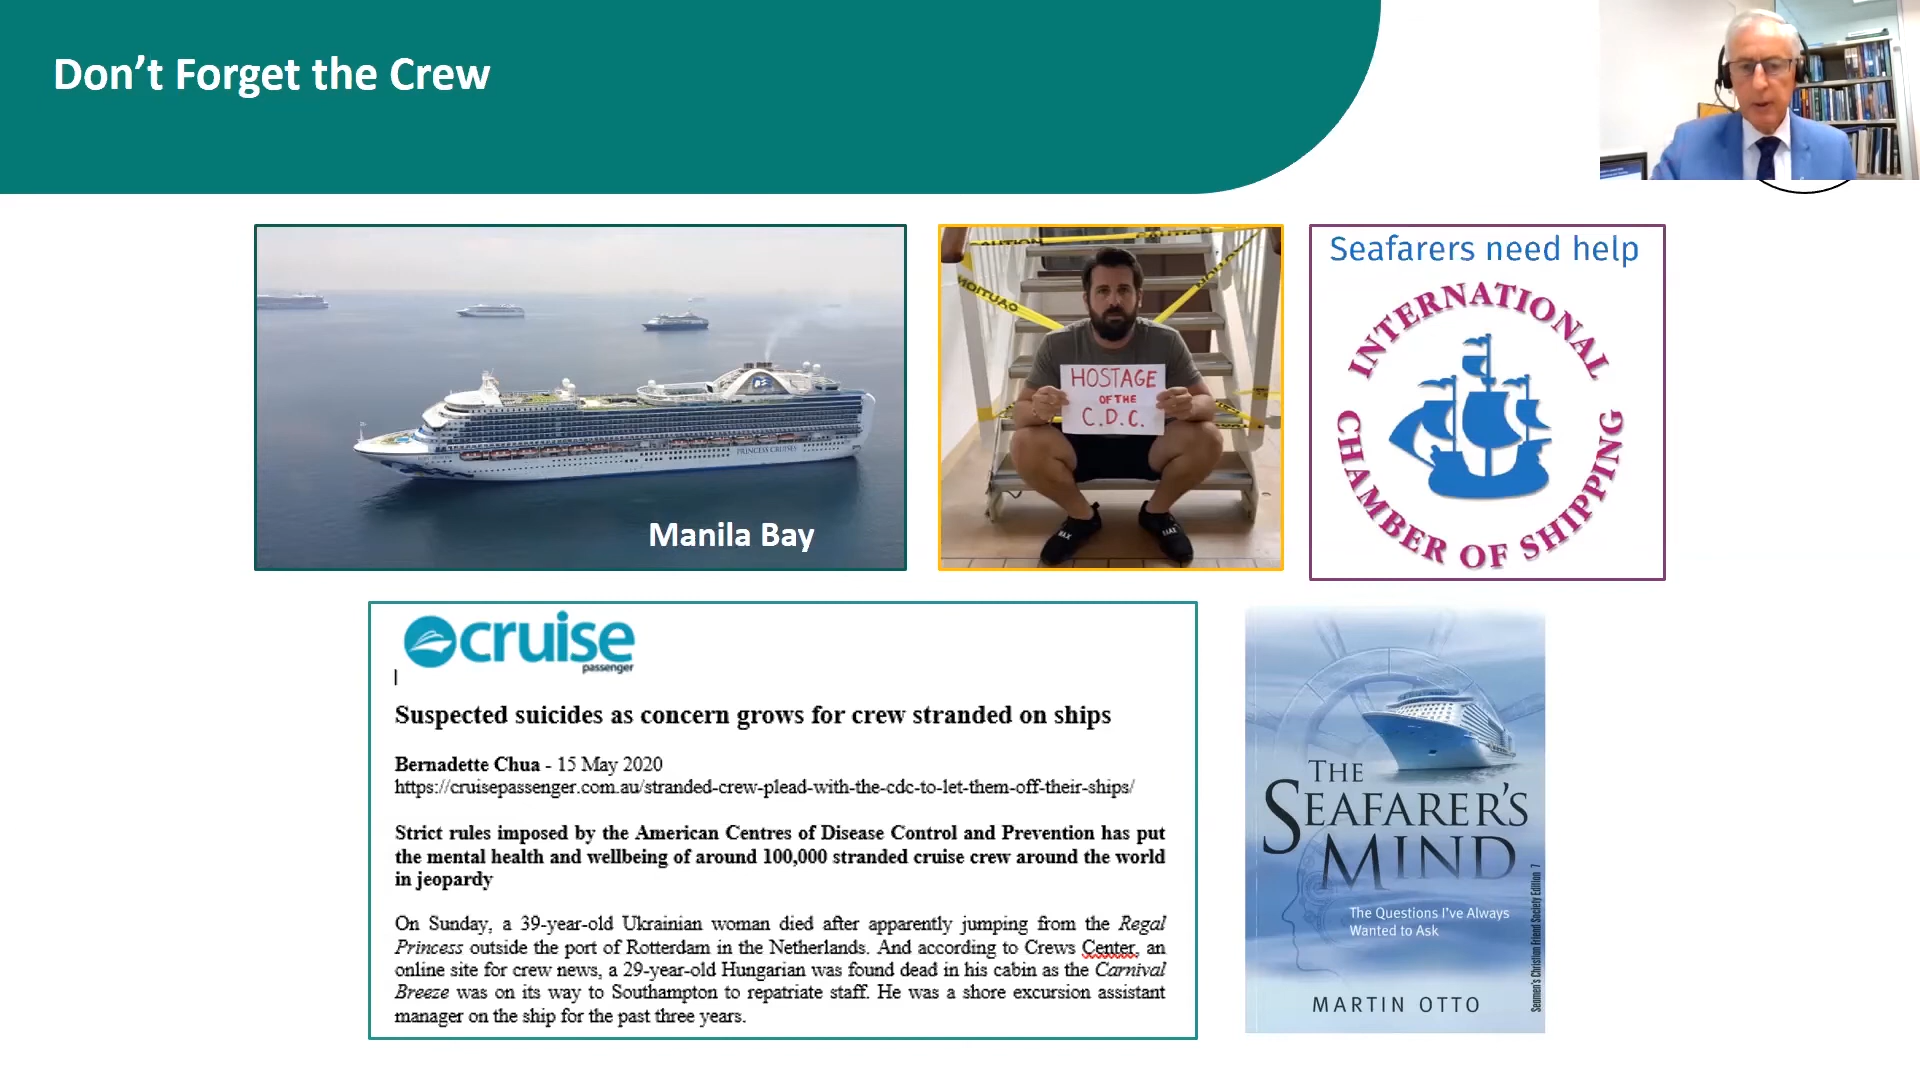 Don’t Forget the Crew
PRINCESS CRUISES
Manila Bay
CAUTION
CAUTION
HOSTAGE
OF THE
C.D.C.
Seafarers need help
INTERNATIONAL
CHAMBER OF SHIPPING
cruise
passenger
Suspected suicides as concern grows for crew stranded on ships
Bernadette Chua - 15 May 2020
https://cruisepassenger.com.au/stranded-crew-plead-with-the-cdc-to-let-them-off-their-ships/
Strict rules imposed by the American Centres of Disease Control and Prevention has put
the mental health and wellbeing of around 100,000 stranded cruise crew around the world
in jeopardy
On Sunday, a 39-year-old Ukrainian woman died after apparently jumping from the Regal
Princess outside the port of Rotterdam in the Netherlands. And according to Crews Center, an
online site for crew news, a 29-year-old Hungarian was found dead in his cabin as the Carnival
Breeze was on its way to Southampton to repatriate staff. He was a shore excursion assistant
manager on the ship for the past three years.
THE
SEAFARER'S
MIND
The Questions I've Always
Wanted to Ask
MARTIN OTTO
Seamen's Christian Friend Society Edition 7